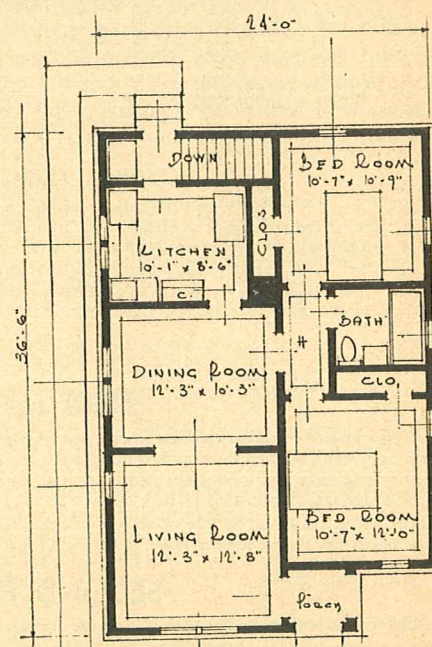 24'-0"
DOWN
BED ROOM
10'-7" x 10'-9"
CLOS
KITCHEN
10'-1" x 8'-6"
C.
36'-6"
BATH
H
DINING ROOM
12'-3" x 10'-3"
CLO.
LIVING ROOM
12'-3" x 12'-8"
BED ROOM
10'-7" x 12'-0"
Porch